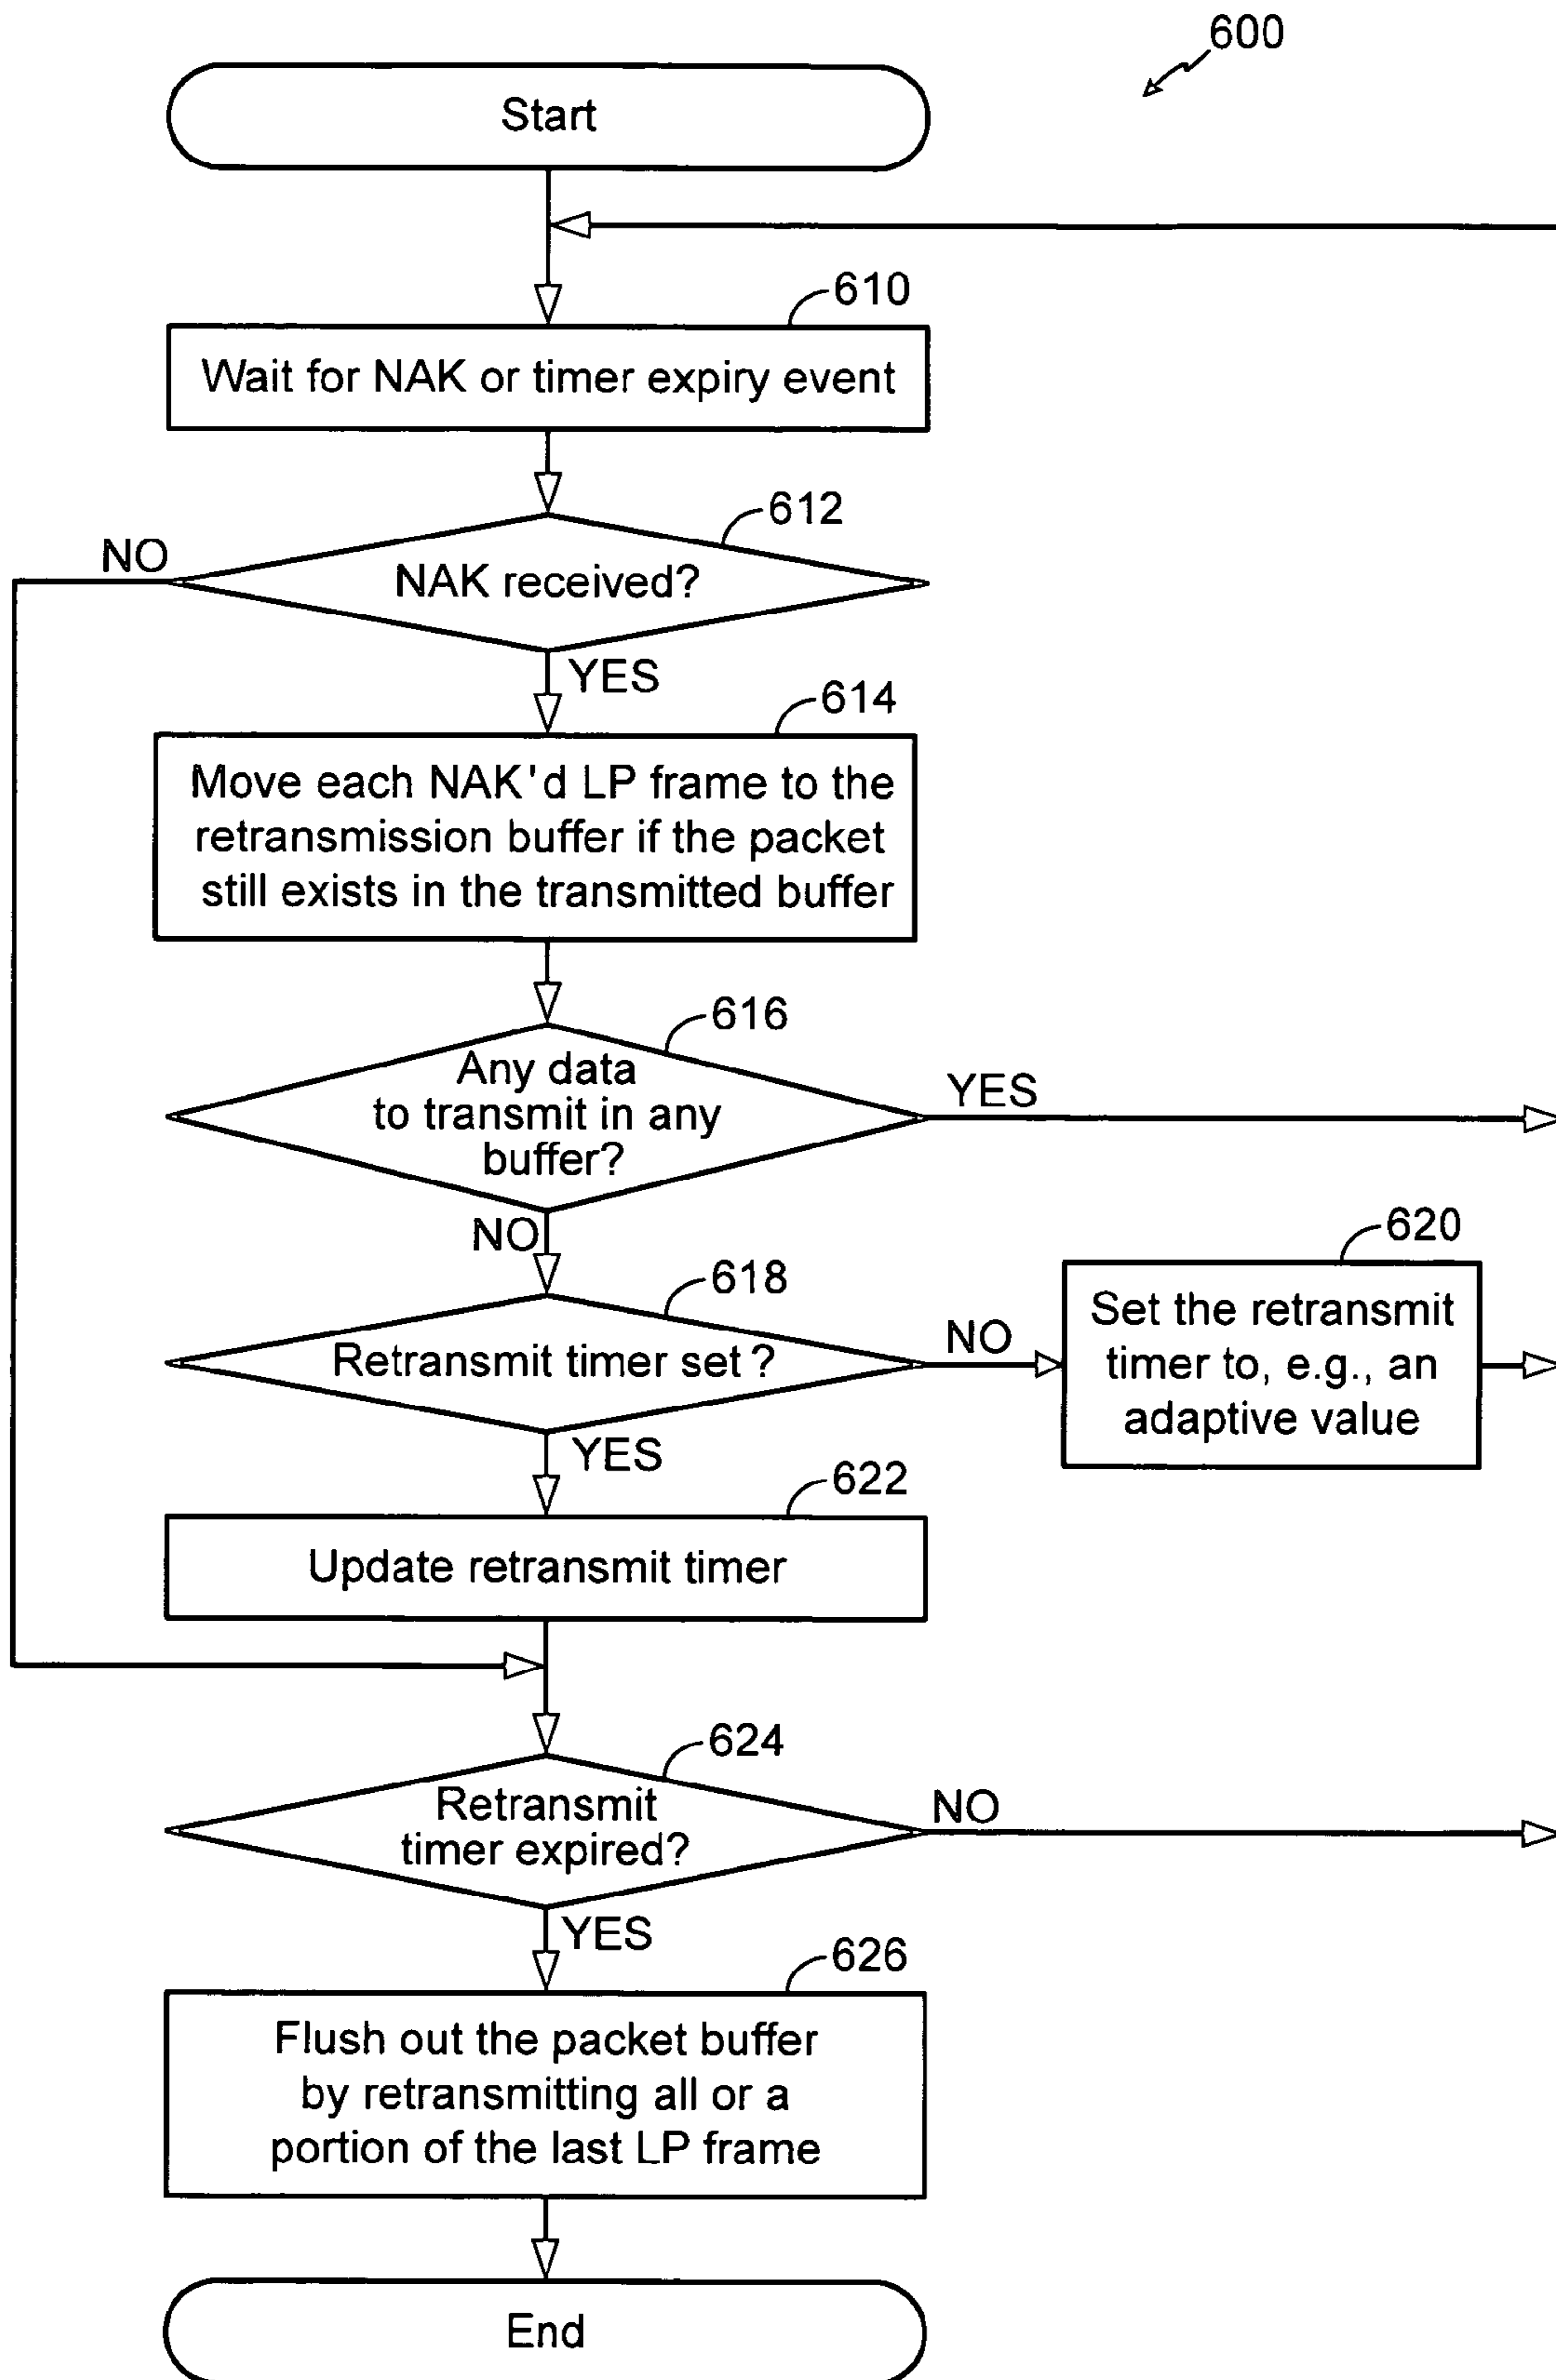 600
Start
610
Wait for NAK or timer expiry event
612
NO
NAK received?
YES
614
Move each NAK'd LP frame to the
retransmission buffer if the packet
still exists in the transmitted buffer
616
Any data
to transmit in any
buffer?
YES
NO
618
Retransmit timer set?
NO
620
Set the retransmit
timer to, e.g., an
adaptive value
YES
622
Update retransmit timer
624
Retransmit
timer expired?
NO
YES
626
Flush out the packet buffer
by retransmitting all or a
portion of the last LP frame
End